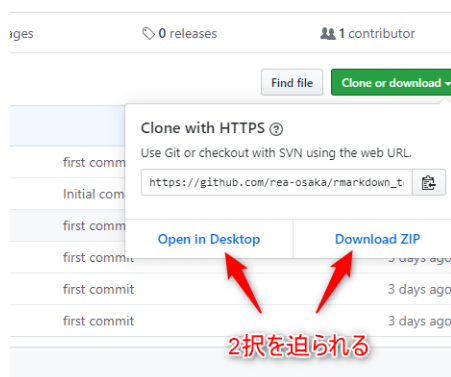 ages
0 releases
1 contributor
Find file
Clone or download
Clone with HTTPS
Use Git or checkout with SVN using the web URL.
https://github.com/rea-osaka/rmarkdown_t
Open in Desktop
Download ZIP
first comm
Initial com
first comm
first commit
3 days ago
first commit
3 days ago
first commit
3 days ago
2択を迫られる